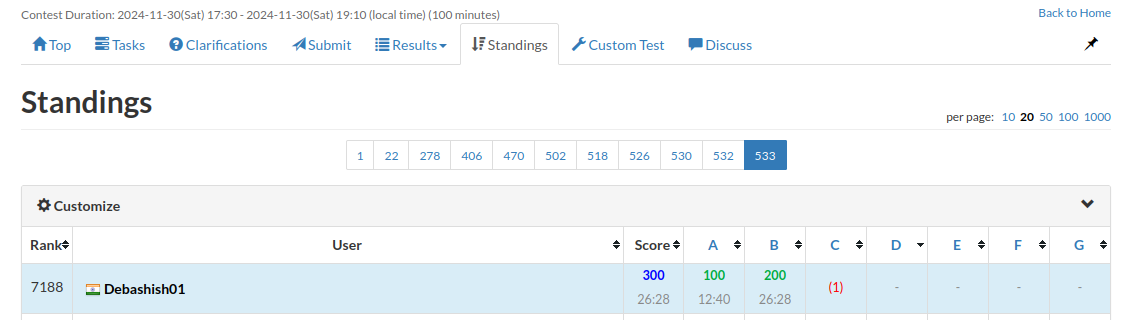 Contest Duration: 2024-11-30(Sat) 17:30 - 2024-11-30(Sat) 19:10 (local time) (100 minutes)
Back to Home
Top Tasks Clarifications Submit Results Standings Custom Test Discuss
Standings
per page: 10 20 50 100 1000
1 22 278 406 470 502 518 526 530 532 533
Customize
Rank User Score A B C D E F G
7188 Debashish01 300 100 200 (1) - - - -
26:28 12:40 26:28